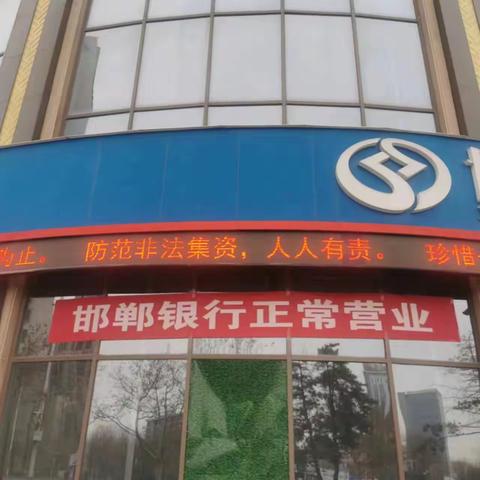 为止。 防范非法集资，人人有责。 珍惜
邯郸银行正常营业